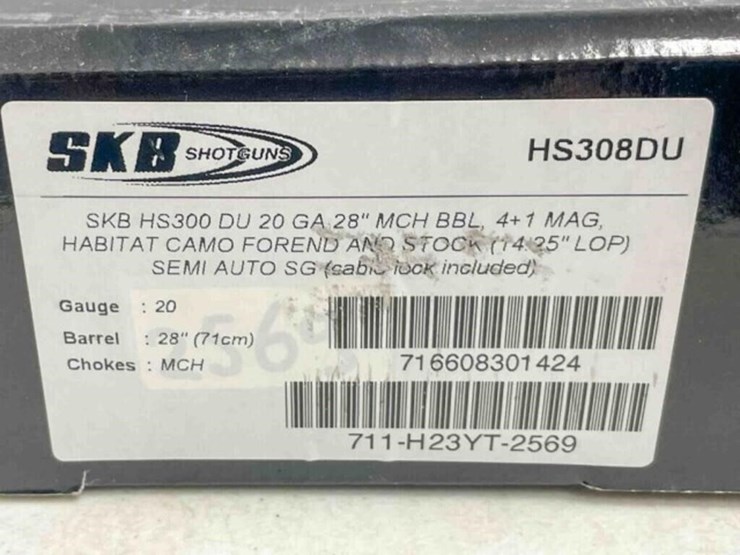 SKB SHOTGUNS
HS308DU
SKB HS300 DU 20 GA 28" MCH BBL, 4+1 MAG,
HABITAT CAMO FOREND AND STOCK (14.25" LOP)
SEMI AUTO SG (cable lock included)
Gauge : 20
Barrel : 28" (71cm)
Chokes : MCH
2569
716608301424
711-H23YT-2569